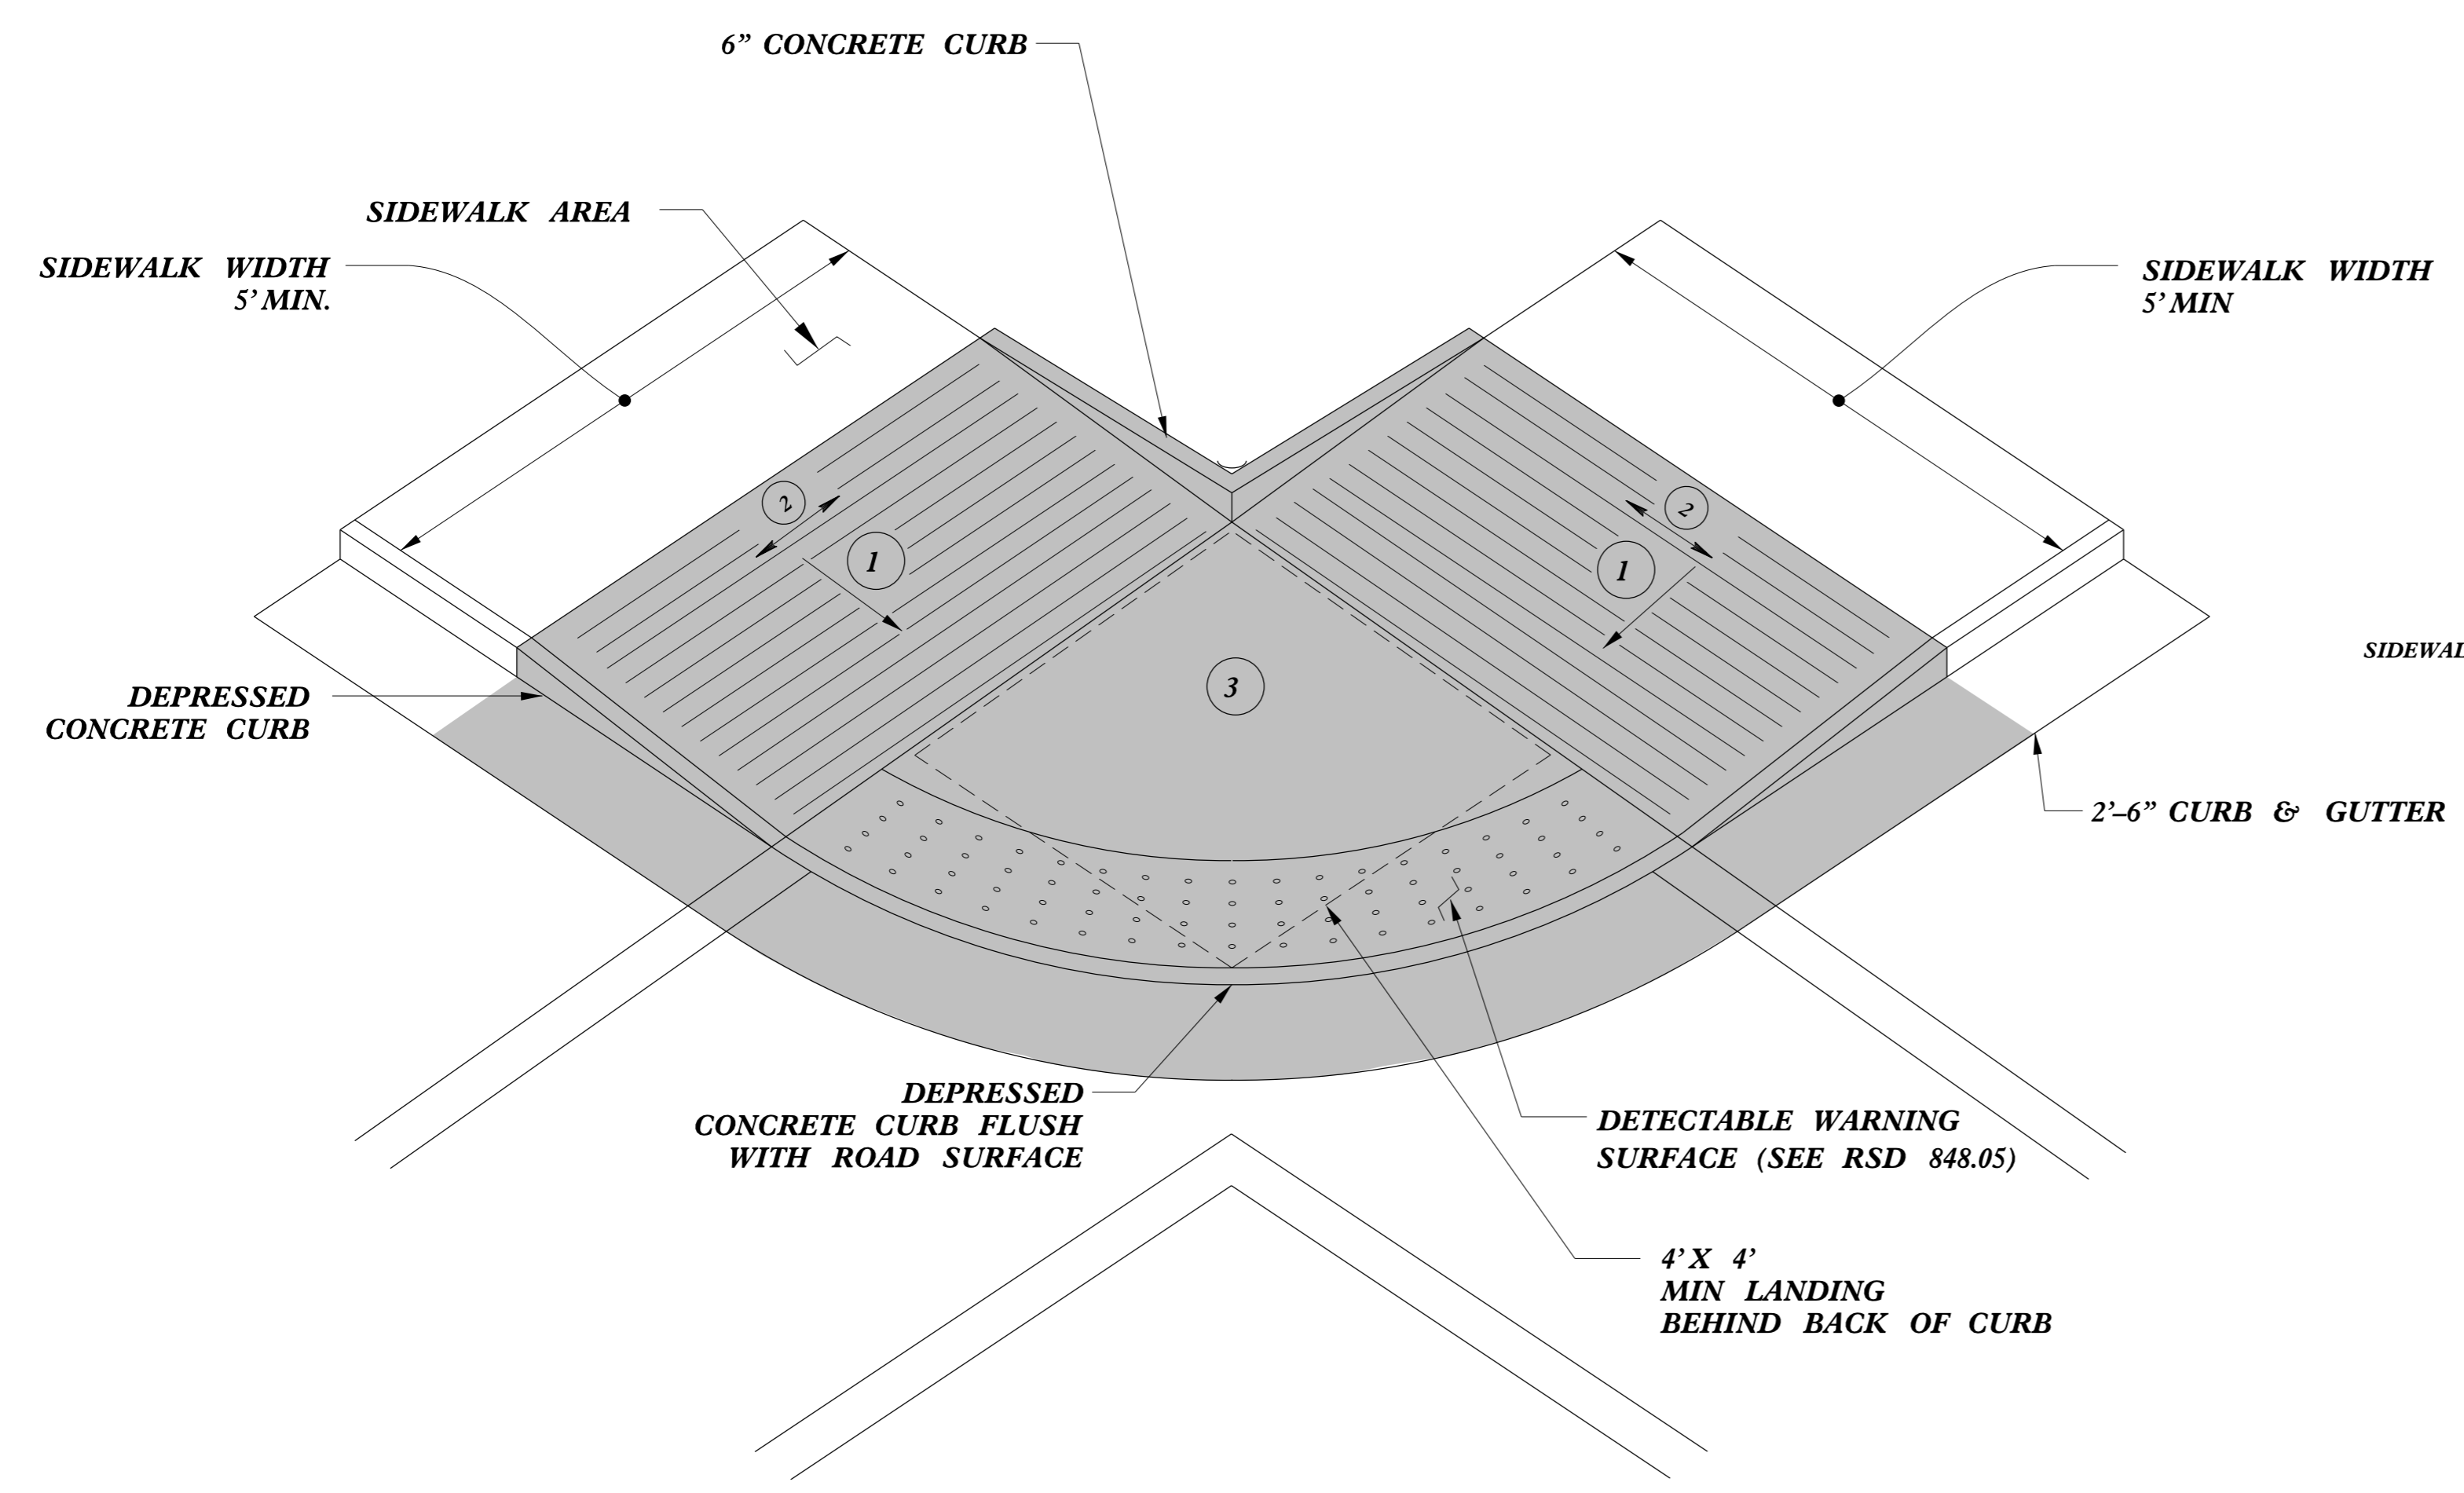 6” CONCRETE CURB
SIDEWALK AREA
SIDEWALK WIDTH
5’ MIN.
SIDEWALK WIDTH
5’ MIN
2
1
2
1
3
DEPRESSED
CONCRETE CURB
SIDEWAL
2’–6” CURB & GUTTER
DEPRESSED
CONCRETE CURB FLUSH
WITH ROAD SURFACE
DETECTABLE WARNING
SURFACE (SEE RSD 848.05)
4’ X 4’
MIN LANDING
BEHIND BACK OF CURB